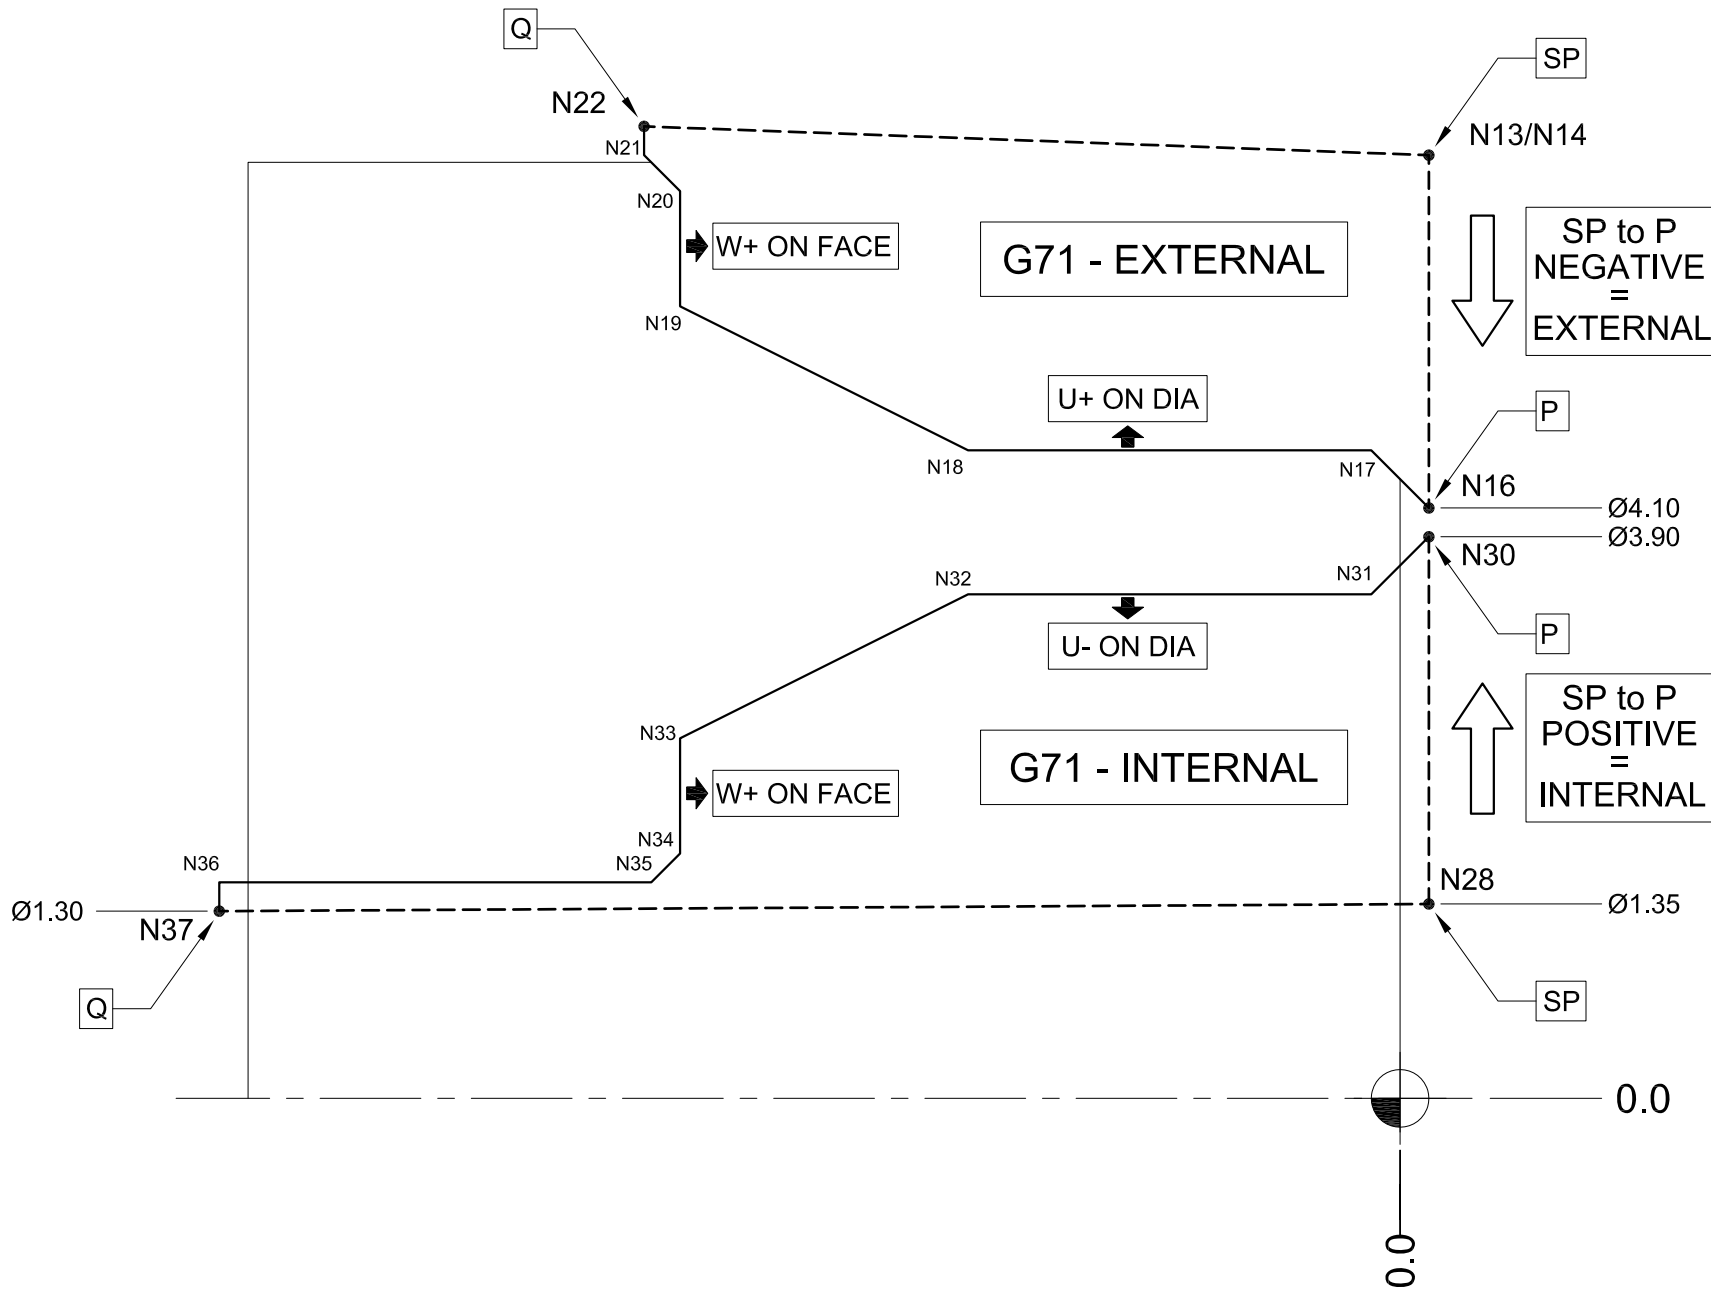 Q
SP
N22
N13/N14
N21
N20
W+ ON FACE
G71 - EXTERNAL
SP to P
NEGATIVE
=
EXTERNAL
N19
U+ ON DIA
P
N18
N17
N16
Ø4.10
Ø3.90
N30
N32
N31
U- ON DIA
P
N33
G71 - INTERNAL
SP to P
POSITIVE
=
INTERNAL
W+ ON FACE
N34
N36
N35
N28
Ø1.30
N37
Ø1.35
Q
SP
0.0
0.0